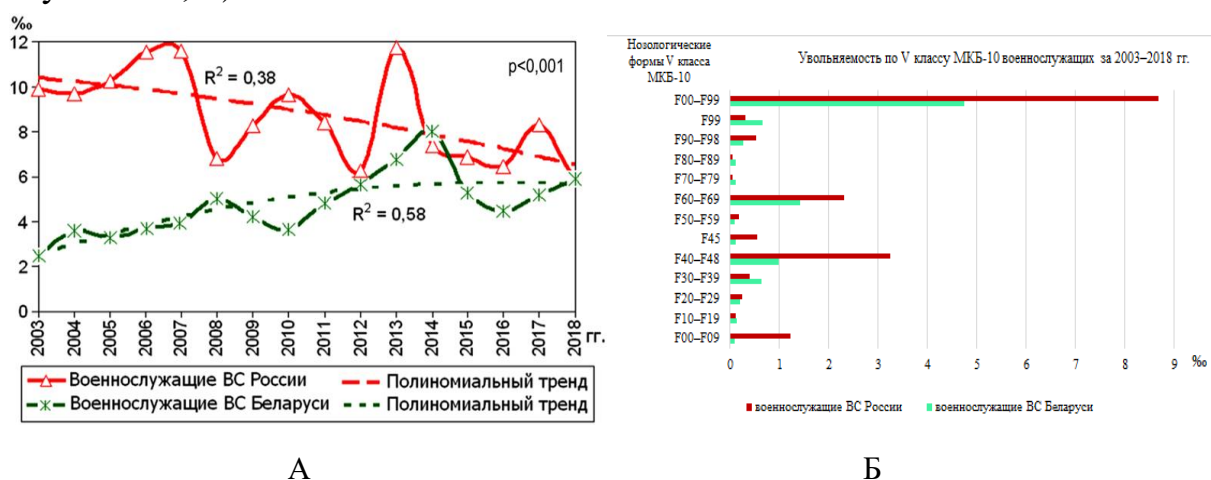 ‰
12
10
8
6
4
2
0
R² = 0,38
p<0,001
R² = 0,58
2003
2004
2005
2006
2007
2008
2009
2010
2011
2012
2013
2014
2015
2016
2017
2018
гг.
Военнослужащие ВС России
Полиномиальный тренд
Военнослужащие ВС Беларуси
Полиномиальный тренд
А
Нозологические
формы V класса
МКБ-10
Увольняемость по V классу МКБ-10 военнослужащих за 2003–2018 гг.
F00–F99
F99
F90–F98
F80–F89
F70–F79
F60–F69
F50–F59
F45
F40–F48
F30–F39
F20–F29
F10–F19
F00–F09
0 1 2 3 4 5 6 7 8 9 ‰
военнослужащие ВС России
военнослужащие ВС Беларуси
Б